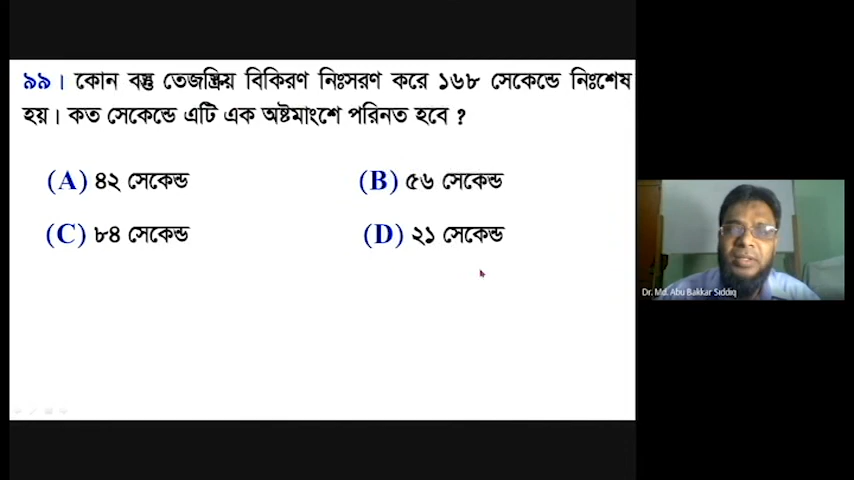 ৯৯। কোন বস্তু তেজস্ক্রিয় বিকিরণ নিঃসরণ করে ১৬৮ সেকেন্ডে নিঃশেষ
হয়। কত সেকেন্ডে এটি এক অষ্টমাংশে পরিনত হবে ?
(A) ৪২ সেকেন্ড (B) ৫৬ সেকেন্ড
(C) ৮৪ সেকেন্ড (D) ২১ সেকেন্ড
Dr. Md. Abu Bakkar Siddiq